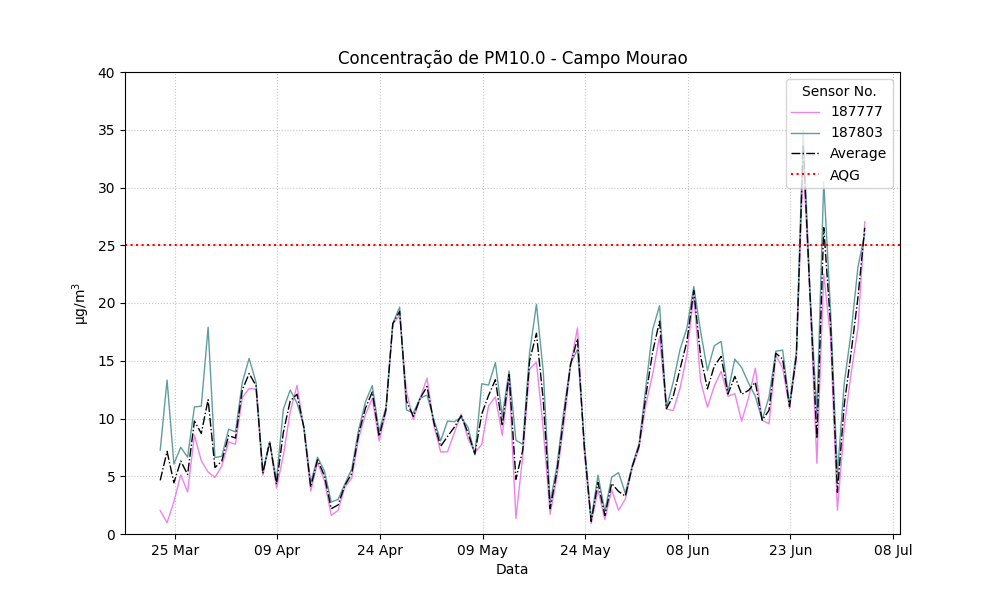 Concentração de PM10.0 - Campo Mourao
40
35
30
25
20
15
10
5
0
µg/m³
Sensor No.
187777
187803
Average
AQG
25 Mar
09 Apr
24 Apr
09 May
24 May
08 Jun
23 Jun
08 Jul
Data